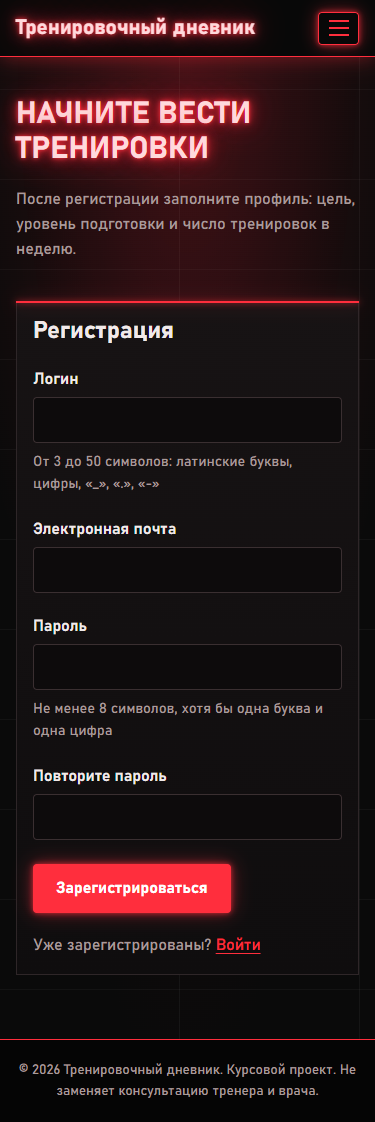 Тренировочный дневник
НАЧНИТЕ ВЕСТИ
ТРЕНИРОВКИ
После регистрации заполните профиль: цель,
уровень подготовки и число тренировок в
неделю.
Регистрация
Логин
От 3 до 50 символов: латинские буквы,
цифры, «_», «.», «-»
Электронная почта
Пароль
Не менее 8 символов, хотя бы одна буква и
одна цифра
Повторите пароль
Зарегистрироваться
Уже зарегистрированы? Войти
© 2026 Тренировочный дневник. Курсовой проект. Не
заменяет консультацию тренера и врача.